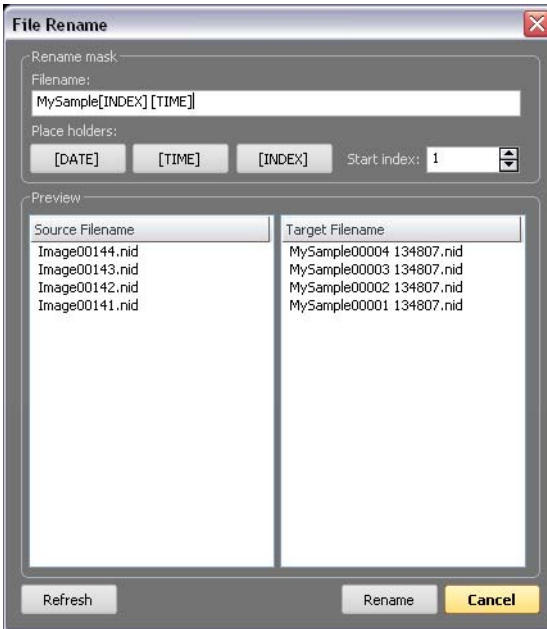 File Rename
Rename mask
Filename:
MySample[INDEX] [TIME]
Place holders:
[DATE] [TIME] [INDEX] Start index: 1
Preview
Source Filename Target Filename
Image00144.nid MySample00004 134807.nid
Image00143.nid MySample00003 134807.nid
Image00142.nid MySample00002 134807.nid
Image00141.nid MySample00001 134807.nid
Refresh Rename Cancel